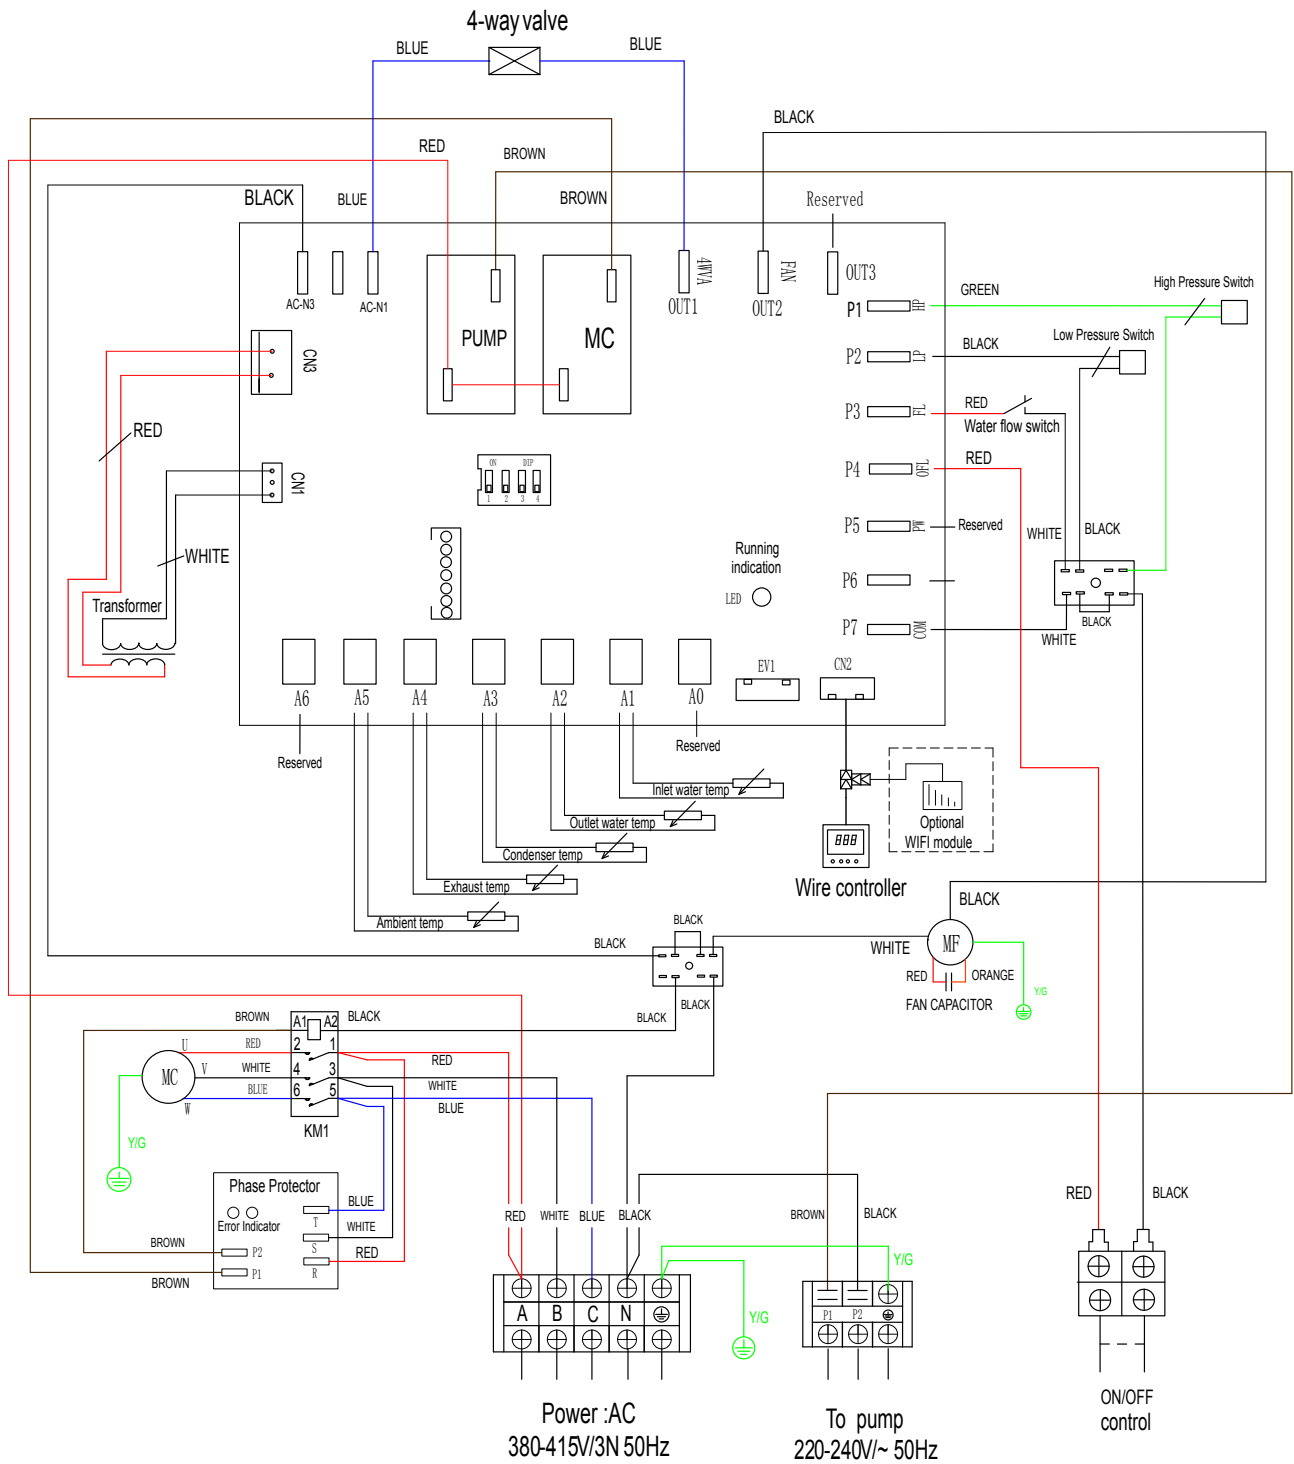 4-way valve
BLUE
BLUE
BLACK
RED
BROWN
BLACK
BLUE
BROWN
Reserved
AC-N3
AC-N1
4WVA
OUT1
FAN
OUT2
OUT3
PUMP
MC
P1
HP
GREEN
High Pressure Switch
P2
LP
BLACK
Low Pressure Switch
P3
FL
RED
Water flow switch
P4
OFL
RED
P5
PW
Reserved
P6
P7
COM
WHITE
BLACK
BLACK
WHITE
CN3
RED
CN1
WHITE
Transformer
ON
DIP
1 2 3 4
Running
indication
LED
EV1
CN2
A6
A5
A4
A3
A2
A1
A0
Reserved
Reserved
Inlet water temp
Outlet water temp
Condenser temp
Exhaust temp
Ambient temp
Optional
WIFI module
888
Wire controller
BLACK
BLACK
WHITE
BLACK
MF
RED
ORANGE
FAN CAPACITOR
Y/G
BLACK
BLACK
BROWN
A1
A2
BLACK
U
RED
2
1
RED
MC
V
WHITE
4
3
WHITE
W
BLUE
6
5
BLUE
KM1
Y/G
Phase Protector
Error Indicator
T
BLUE
S
WHITE
R
RED
BROWN
P2
P1
BROWN
RED
WHITE
BLUE
BLACK
A
B
C
N
Y/G
Power :AC
380-415V/3N 50Hz
BROWN
BLACK
Y/G
P1
P2
To pump
220-240V/~ 50Hz
RED
BLACK
ON/OFF
control